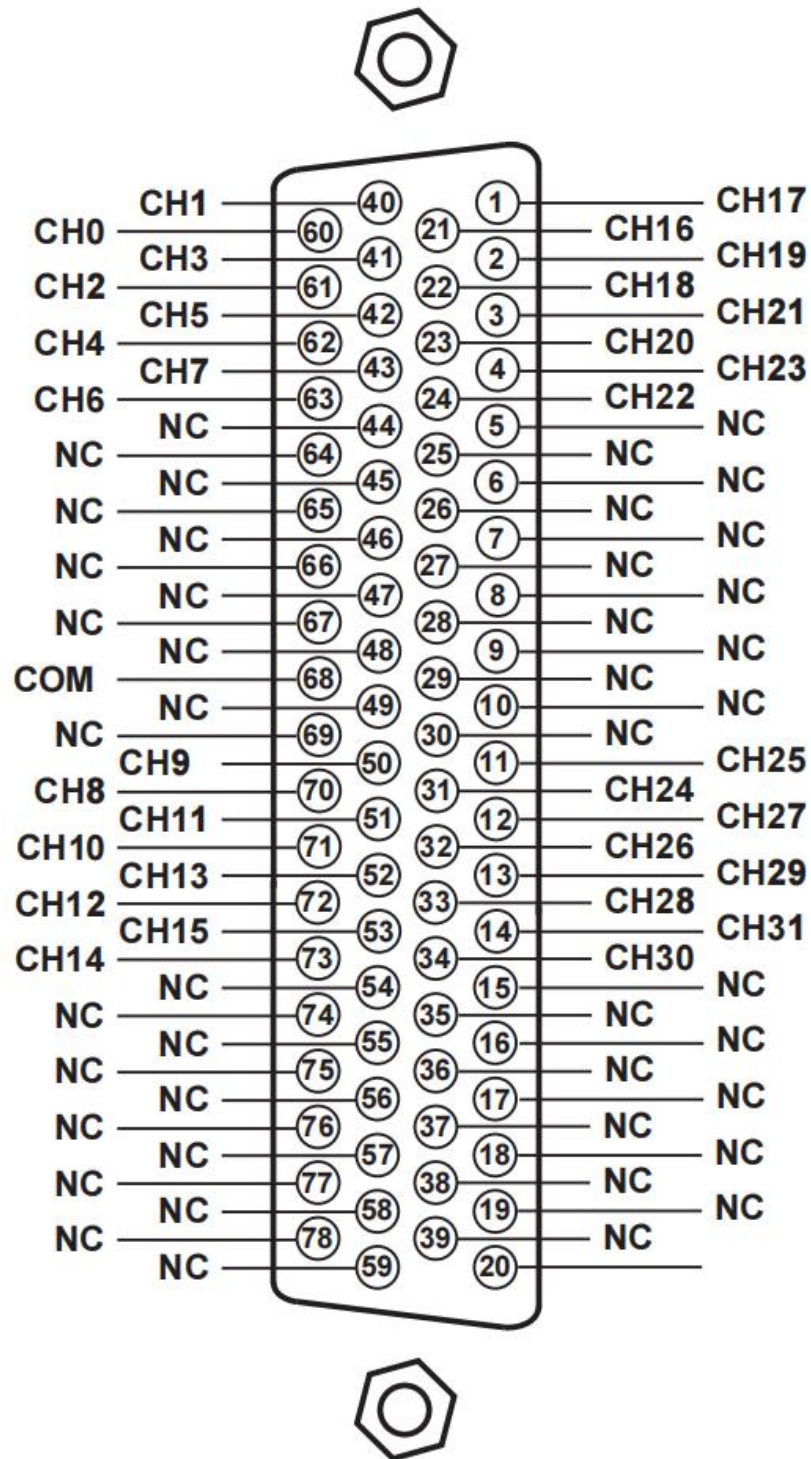 CH1 40 1 CH17
CH0 60 21 CH16
CH3 41 2 CH19
CH2 61 22 CH18
CH5 42 3 CH21
CH4 62 23 CH20
CH7 43 4 CH23
CH6 63 24 CH22
NC 44 5 NC
NC 64 25 NC
NC 45 6 NC
NC 65 26 NC
NC 46 7 NC
NC 66 27 NC
NC 47 8 NC
NC 67 28 NC
NC 48 9 NC
COM 68 29 NC
NC 49 10 NC
NC 69 30 NC
CH9 50 11 CH25
CH8 70 31 CH24
CH11 51 12 CH27
CH10 71 32 CH26
CH13 52 13 CH29
CH12 72 33 CH28
CH15 53 14 CH31
CH14 73 34 CH30
NC 54 15 NC
NC 74 35 NC
NC 55 16 NC
NC 75 36 NC
NC 56 17 NC
NC 76 37 NC
NC 57 18 NC
NC 77 38 NC
NC 58 19 NC
NC 78 39 NC
NC 59 20